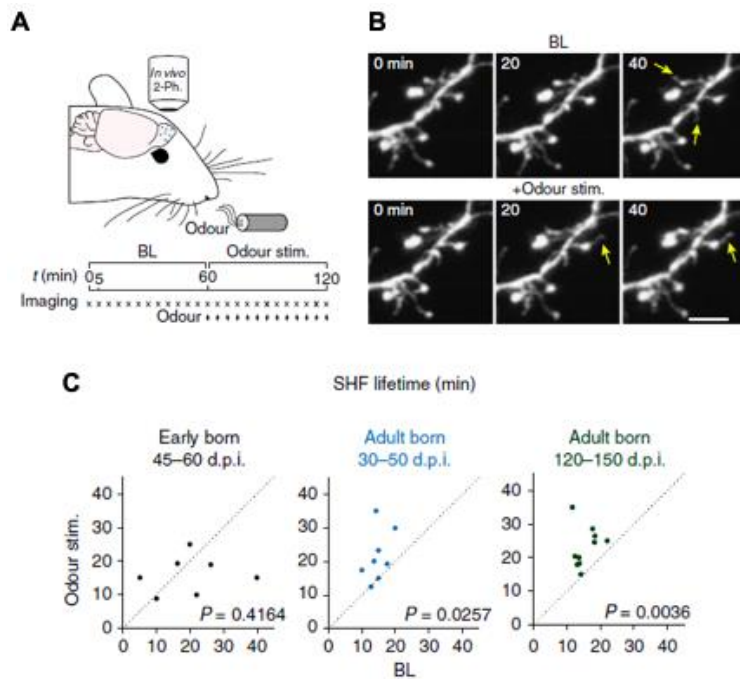 A
In vivo
2-Ph.
Odour
BL Odour stim.
t (min) 0 5 60 120
Imaging
Odour
B
BL
0 min 20 40
+Odour stim.
0 min 20 40
C
SHF lifetime (min)
Early born
45–60 d.p.i.
Adult born
30–50 d.p.i.
Adult born
120–150 d.p.i.
Odour stim.
40
30
20
10
0
P = 0.4164
0 10 20 30 40
40
30
20
10
0
P = 0.0257
0 10 20 30 40
BL
40
30
20
10
0
P = 0.0036
0 10 20 30 40